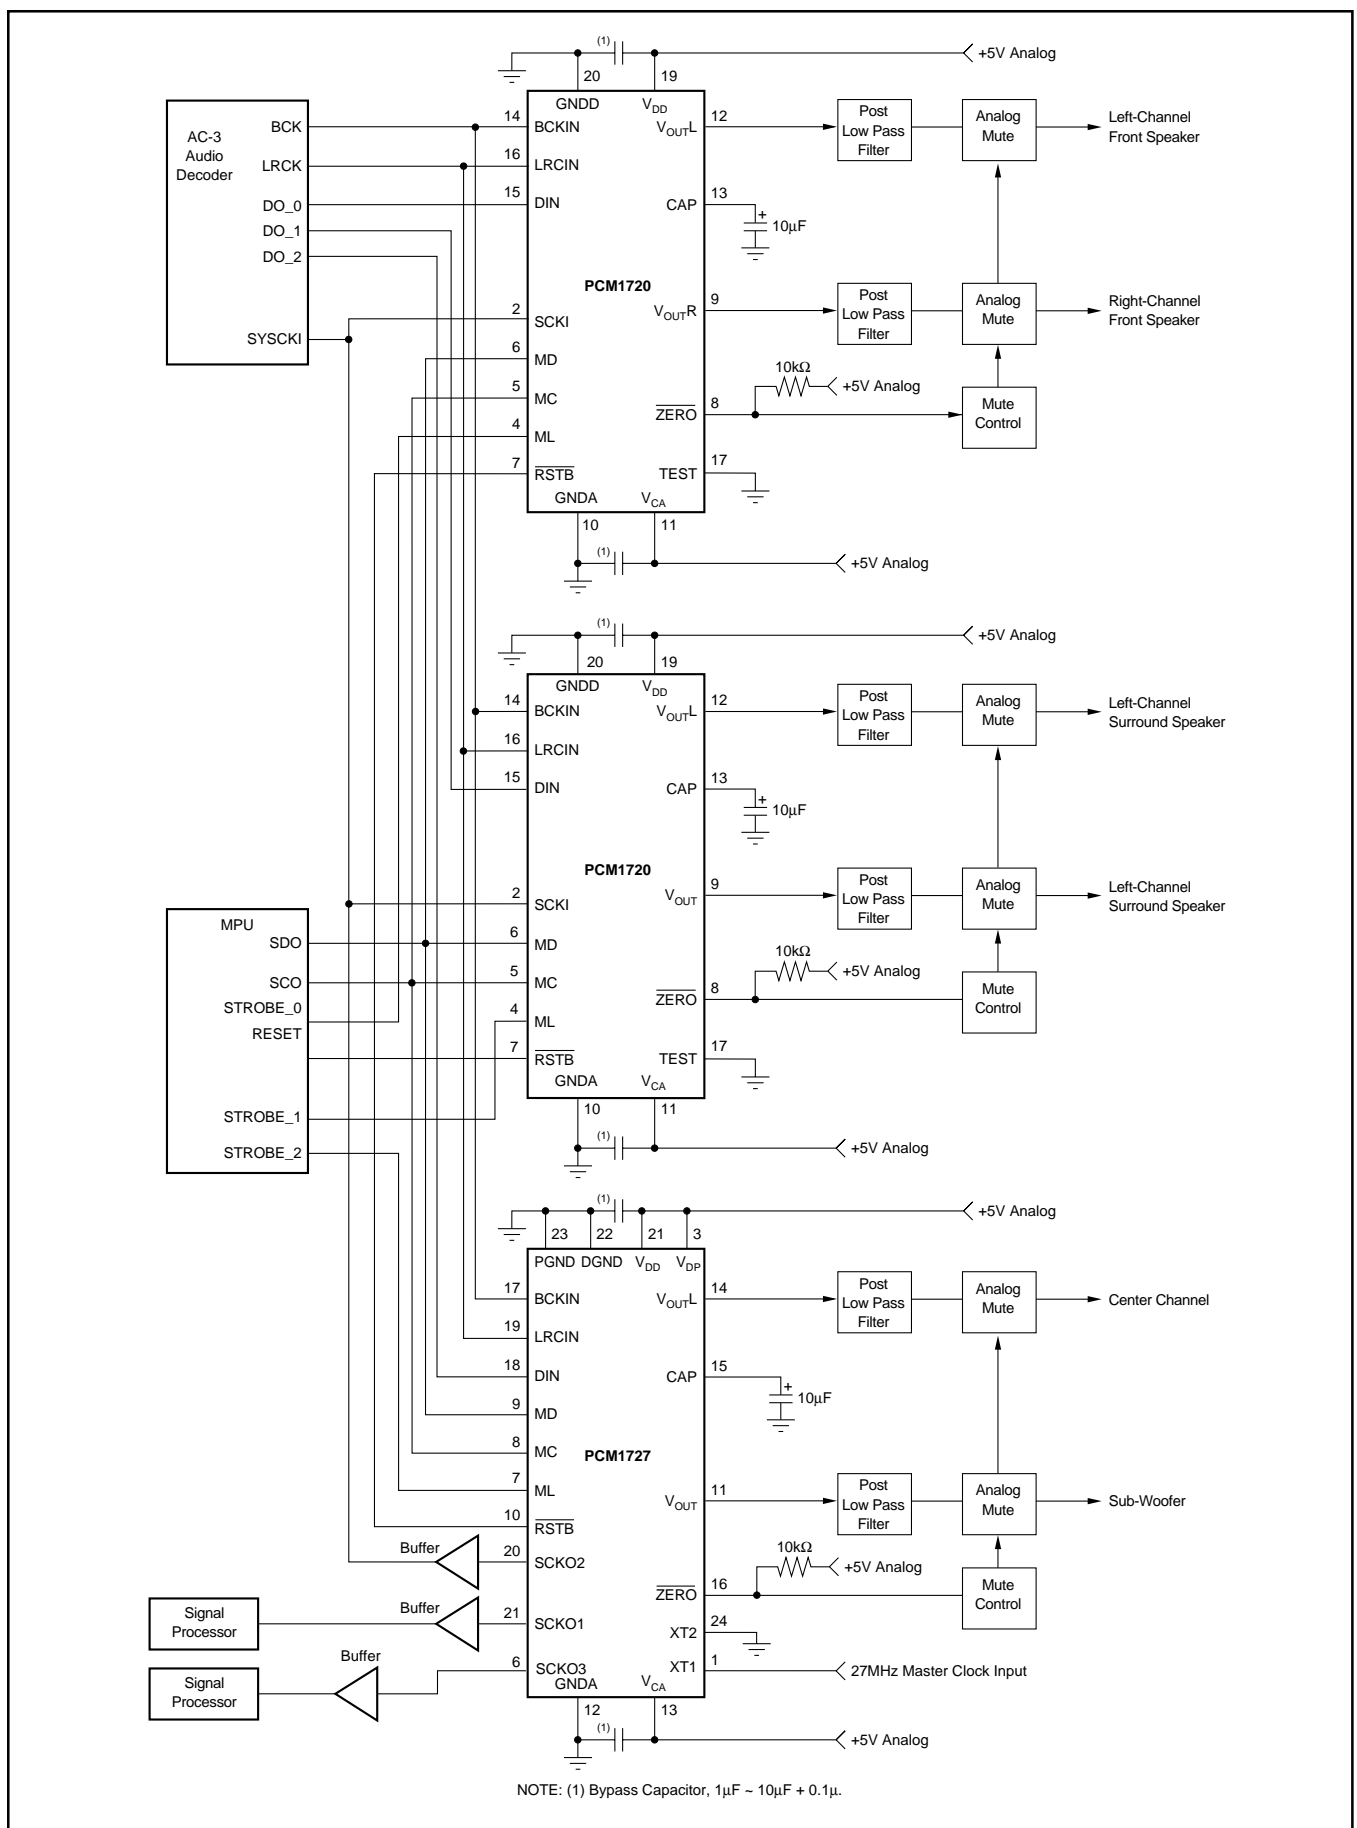 (1)
+5V Analog
20
19
GNDD
VDD
AC-3
Audio
Decoder
BCK
LRCK
DO_0
DO_1
DO_2
SYSCKI
14
BCKIN
16
LRCIN
15
DIN
2
SCKI
6
MD
5
MC
4
ML
7
RSTB
PCM1720
VOUTL
12
CAP
13
+
10µF
VOUTR
9
10kΩ
+5V Analog
ZERO
8
TEST
17
GNDA
VCA
10
11
(1)
+5V Analog
Post
Low Pass
Filter
Analog
Mute
Left-Channel
Front Speaker
Post
Low Pass
Filter
Analog
Mute
Right-Channel
Front Speaker
Mute
Control
(1)
+5V Analog
20
19
GNDD
VDD
14
BCKIN
16
LRCIN
15
DIN
2
SCKI
6
MD
5
MC
4
ML
7
RSTB
PCM1720
VOUTL
12
CAP
13
+
10µF
VOUT
9
10kΩ
+5V Analog
ZERO
8
TEST
17
GNDA
VCA
10
11
(1)
+5V Analog
Post
Low Pass
Filter
Analog
Mute
Left-Channel
Surround Speaker
Post
Low Pass
Filter
Analog
Mute
Left-Channel
Surround Speaker
Mute
Control
MPU
SDO
SCO
STROBE_0
RESET
STROBE_1
STROBE_2
(1)
+5V Analog
23
22
21
3
PGND
DGND
VDD
VDP
17
BCKIN
19
LRCIN
18
DIN
9
MD
8
MC
7
ML
10
RSTB
20
SCKO2
21
SCKO1
6
SCKO3
PCM1727
VOUTL
14
CAP
15
+
10µF
VOUT
11
10kΩ
+5V Analog
ZERO
16
XT2
24
XT1
1
27MHz Master Clock Input
GNDA
VCA
12
13
(1)
+5V Analog
Post
Low Pass
Filter
Analog
Mute
Center Channel
Post
Low Pass
Filter
Analog
Mute
Sub-Woofer
Mute
Control
Buffer
Buffer
Buffer
Signal
Processor
Signal
Processor
NOTE: (1) Bypass Capacitor, 1µF ~ 10µF + 0.1µ.